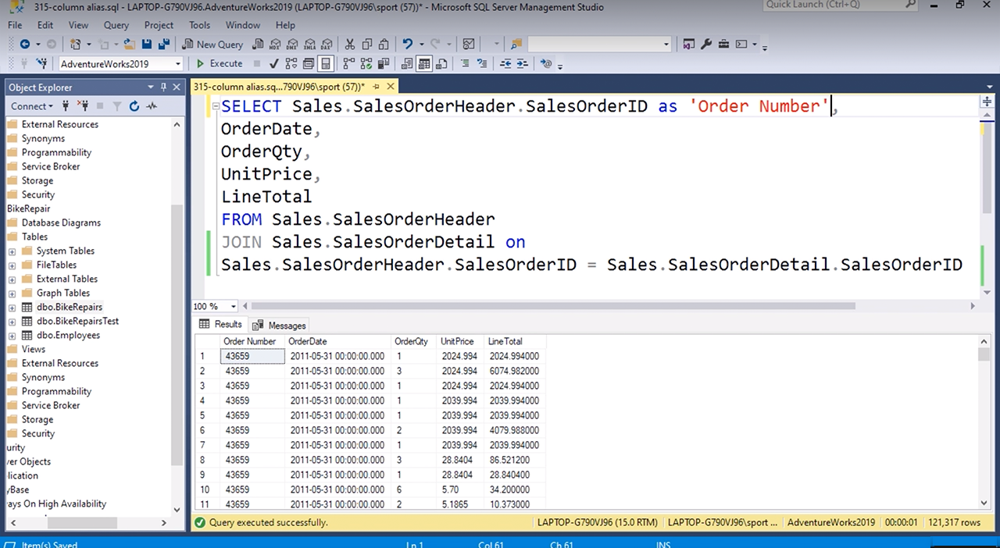 315-column alias.sql - LAPTOP-G790VJ96.AdventureWorks2019 (LAPTOP-G790VJ96\sport (57))* - Microsoft SQL Server Management Studio
Quick Launch (Ctrl+Q)
File Edit View Query Project Tools Window Help
New Query
AdventureWorks2019 Execute
Object Explorer
Connect
External Resources
Synonyms
Programmability
Service Broker
Storage
Security
BikeRepair
Database Diagrams
Tables
System Tables
FileTables
External Tables
Graph Tables
dbo.BikeRepairs
dbo.BikeRepairsTest
dbo.Employees
Views
External Resources
Synonyms
Programmability
Service Broker
Storage
Security
urity
er Objects
lication
yBase
ays On High Availability
315-column alias.sq...790VJ96\sport (57))*
SELECT Sales.SalesOrderHeader.SalesOrderID as 'Order Number',
OrderDate,
OrderQty,
UnitPrice,
LineTotal
FROM Sales.SalesOrderHeader
JOIN Sales.SalesOrderDetail on
Sales.SalesOrderHeader.SalesOrderID = Sales.SalesOrderDetail.SalesOrderID
100 %
Results Messages
Order Number OrderDate OrderQty UnitPrice LineTotal
1 43659 2011-05-31 00:00:00.000 1 2024.994 2024.994000
2 43659 2011-05-31 00:00:00.000 3 2024.994 6074.982000
3 43659 2011-05-31 00:00:00.000 1 2024.994 2024.994000
4 43659 2011-05-31 00:00:00.000 1 2039.994 2039.994000
5 43659 2011-05-31 00:00:00.000 1 2039.994 2039.994000
6 43659 2011-05-31 00:00:00.000 2 2039.994 4079.988000
7 43659 2011-05-31 00:00:00.000 1 2039.994 2039.994000
8 43659 2011-05-31 00:00:00.000 3 28.8404 86.521200
9 43659 2011-05-31 00:00:00.000 1 28.8404 28.840400
10 43659 2011-05-31 00:00:00.000 6 5.70 34.200000
11 43659 2011-05-31 00:00:00.000 2 5.1865 10.373000
Query executed successfully. LAPTOP-G790VJ96 (15.0 RTM) LAPTOP-G790VJ96\sport ... AdventureWorks2019 00:00:01 121,317 rows
Item(s) Saved Ln 1 Col 61 Ch 61 INS